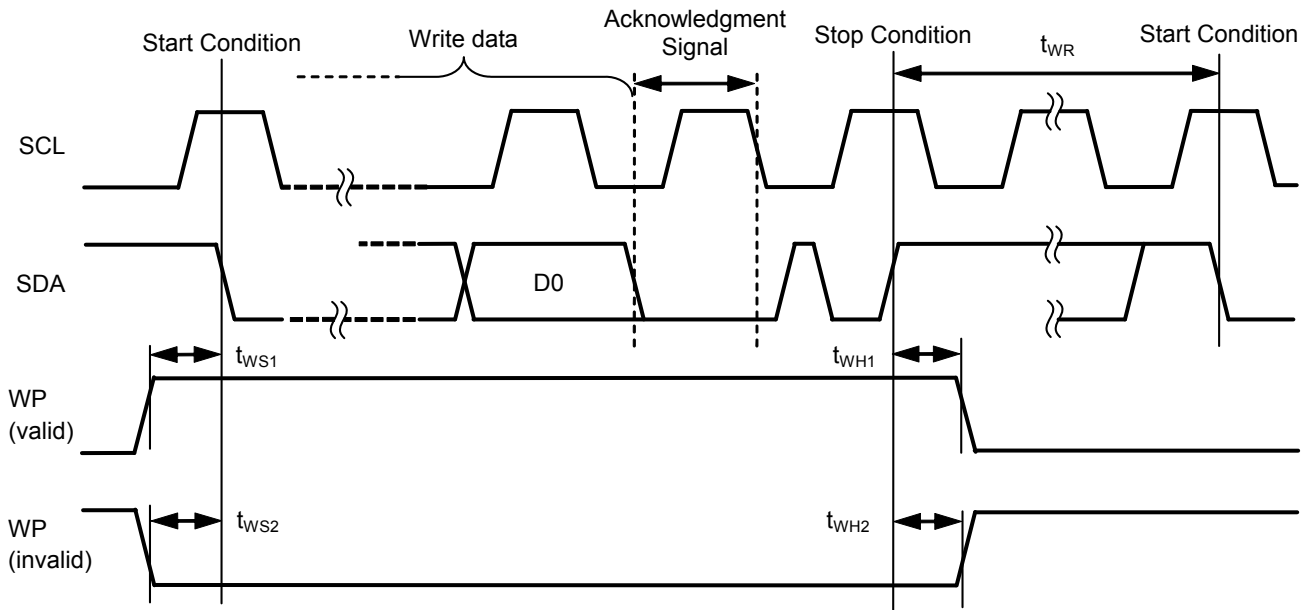 Start Condition
Write data
Acknowledgment
Signal
Stop Condition
tWR
Start Condition
SCL
SDA
D0
tWS1
tWH1
WP
(valid)
tWS2
tWH2
WP
(invalid)